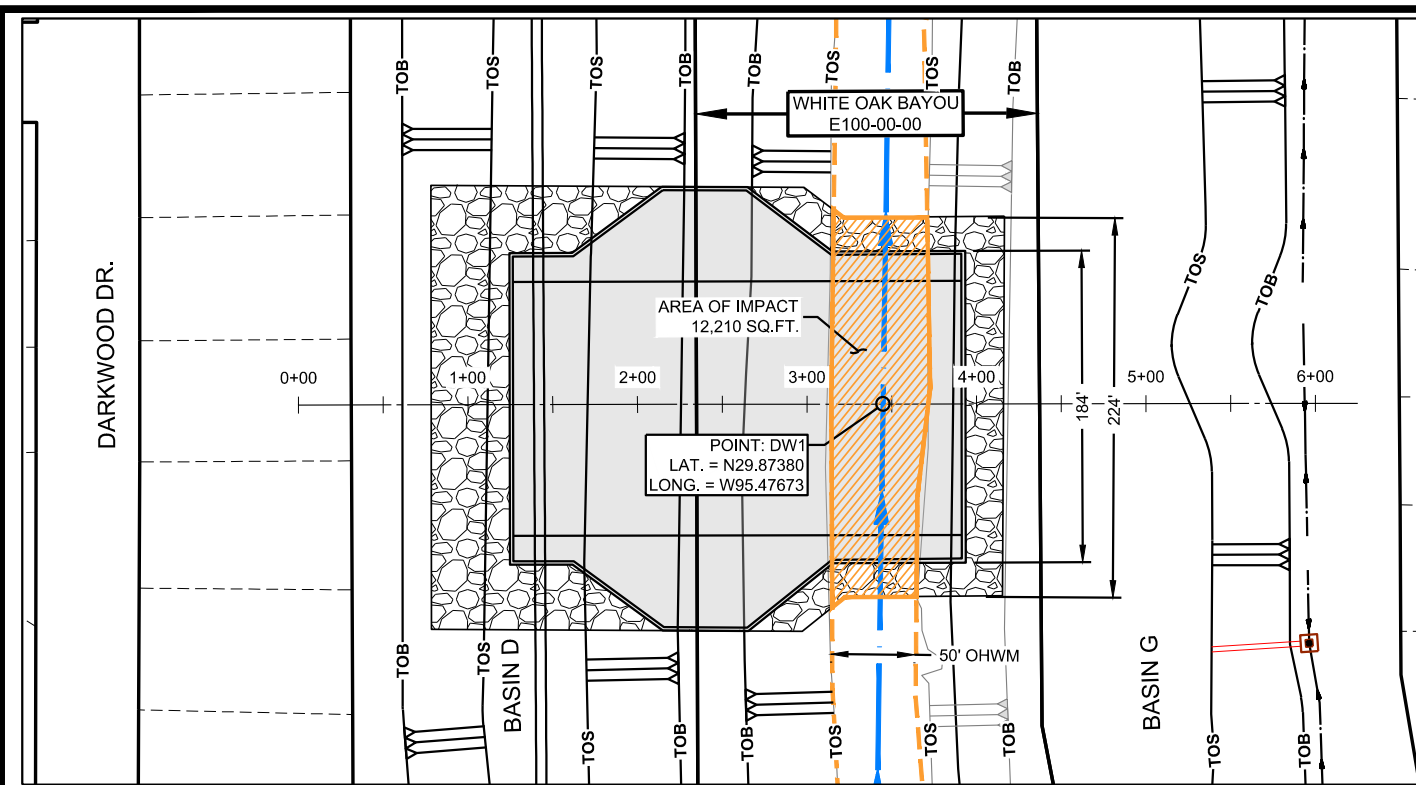 TOB
TOS
TOS
TOB
TOB
TOS
TOS
TOB
WHITE OAK BAYOU
E100-00-00
TOS
TOB
DARKWOOD DR.
AREA OF IMPACT
12,210 SQ.FT.
0+00
1+00
2+00
3+00
4+00
5+00
6+00
184'
224'
POINT: DW1
LAT. = N29.87380
LONG. = W95.47673
50' OHWM
BASIN D
BASIN G
TOB
TOS
TOS
TOB
TOB
TOS
TOS
TOB
TOS
TOB